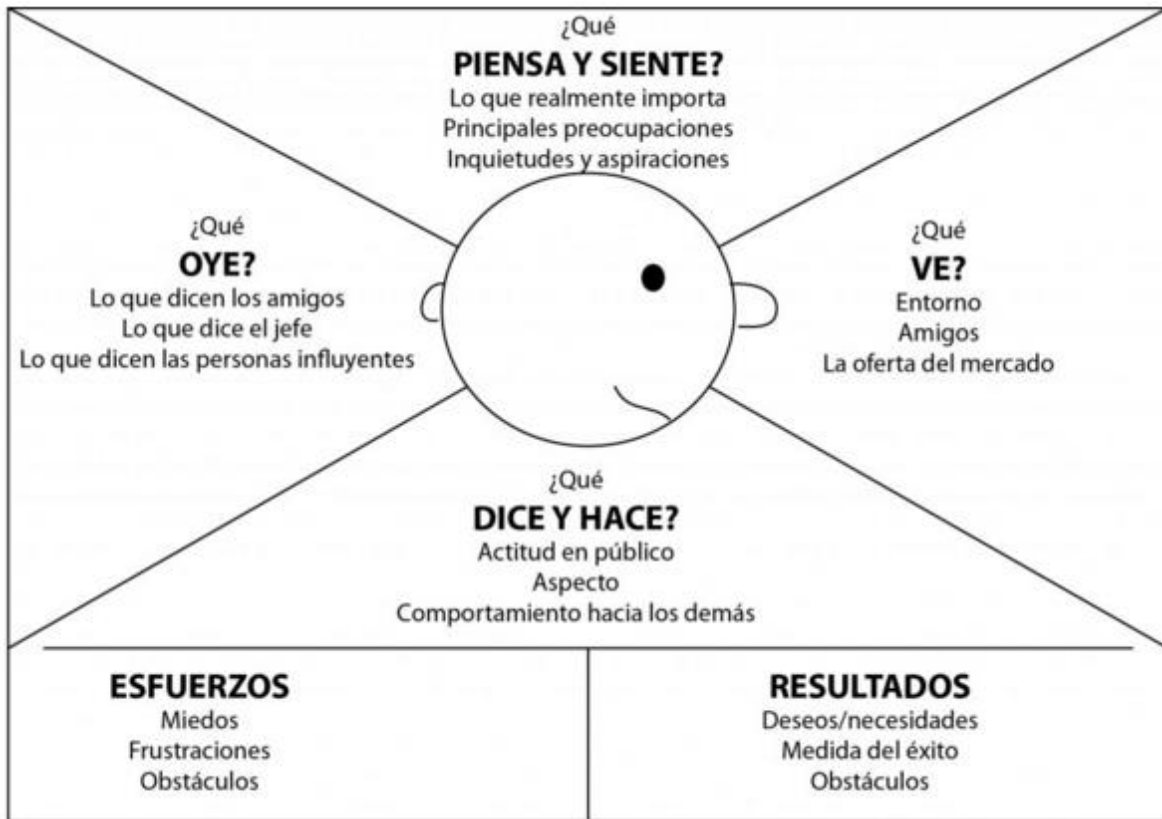 ¿Qué
PIENSA Y SIENTE?
Lo que realmente importa
Principales preocupaciones
Inquietudes y aspiraciones
¿Qué
OYE?
Lo que dicen los amigos
Lo que dice el jefe
Lo que dicen las personas influyentes
¿Qué
VE?
Entorno
Amigos
La oferta del mercado
¿Qué
DICE Y HACE?
Actitud en público
Aspecto
Comportamiento hacia los demás
ESFUERZOS
Miedos
Frustraciones
Obstáculos
RESULTADOS
Deseos/necesidades
Medida del éxito
Obstáculos